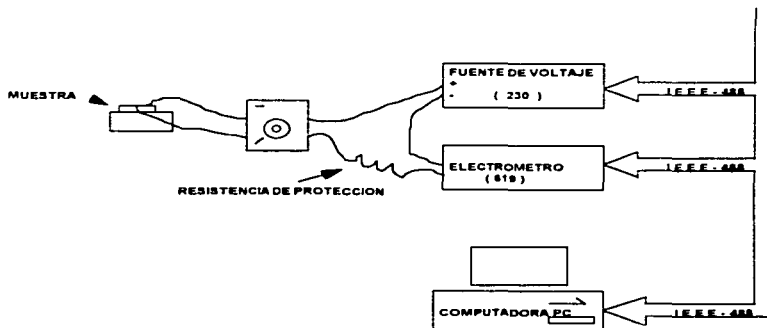 MUESTRA
FUENTE DE VOLTAJE
+
( 230 )
-
IEEE-488
ELECTROMETRO
( 619 )
IEEE-488
RESISTENCIA DE PROTECCION
COMPUTADORA PC
IEEE-488